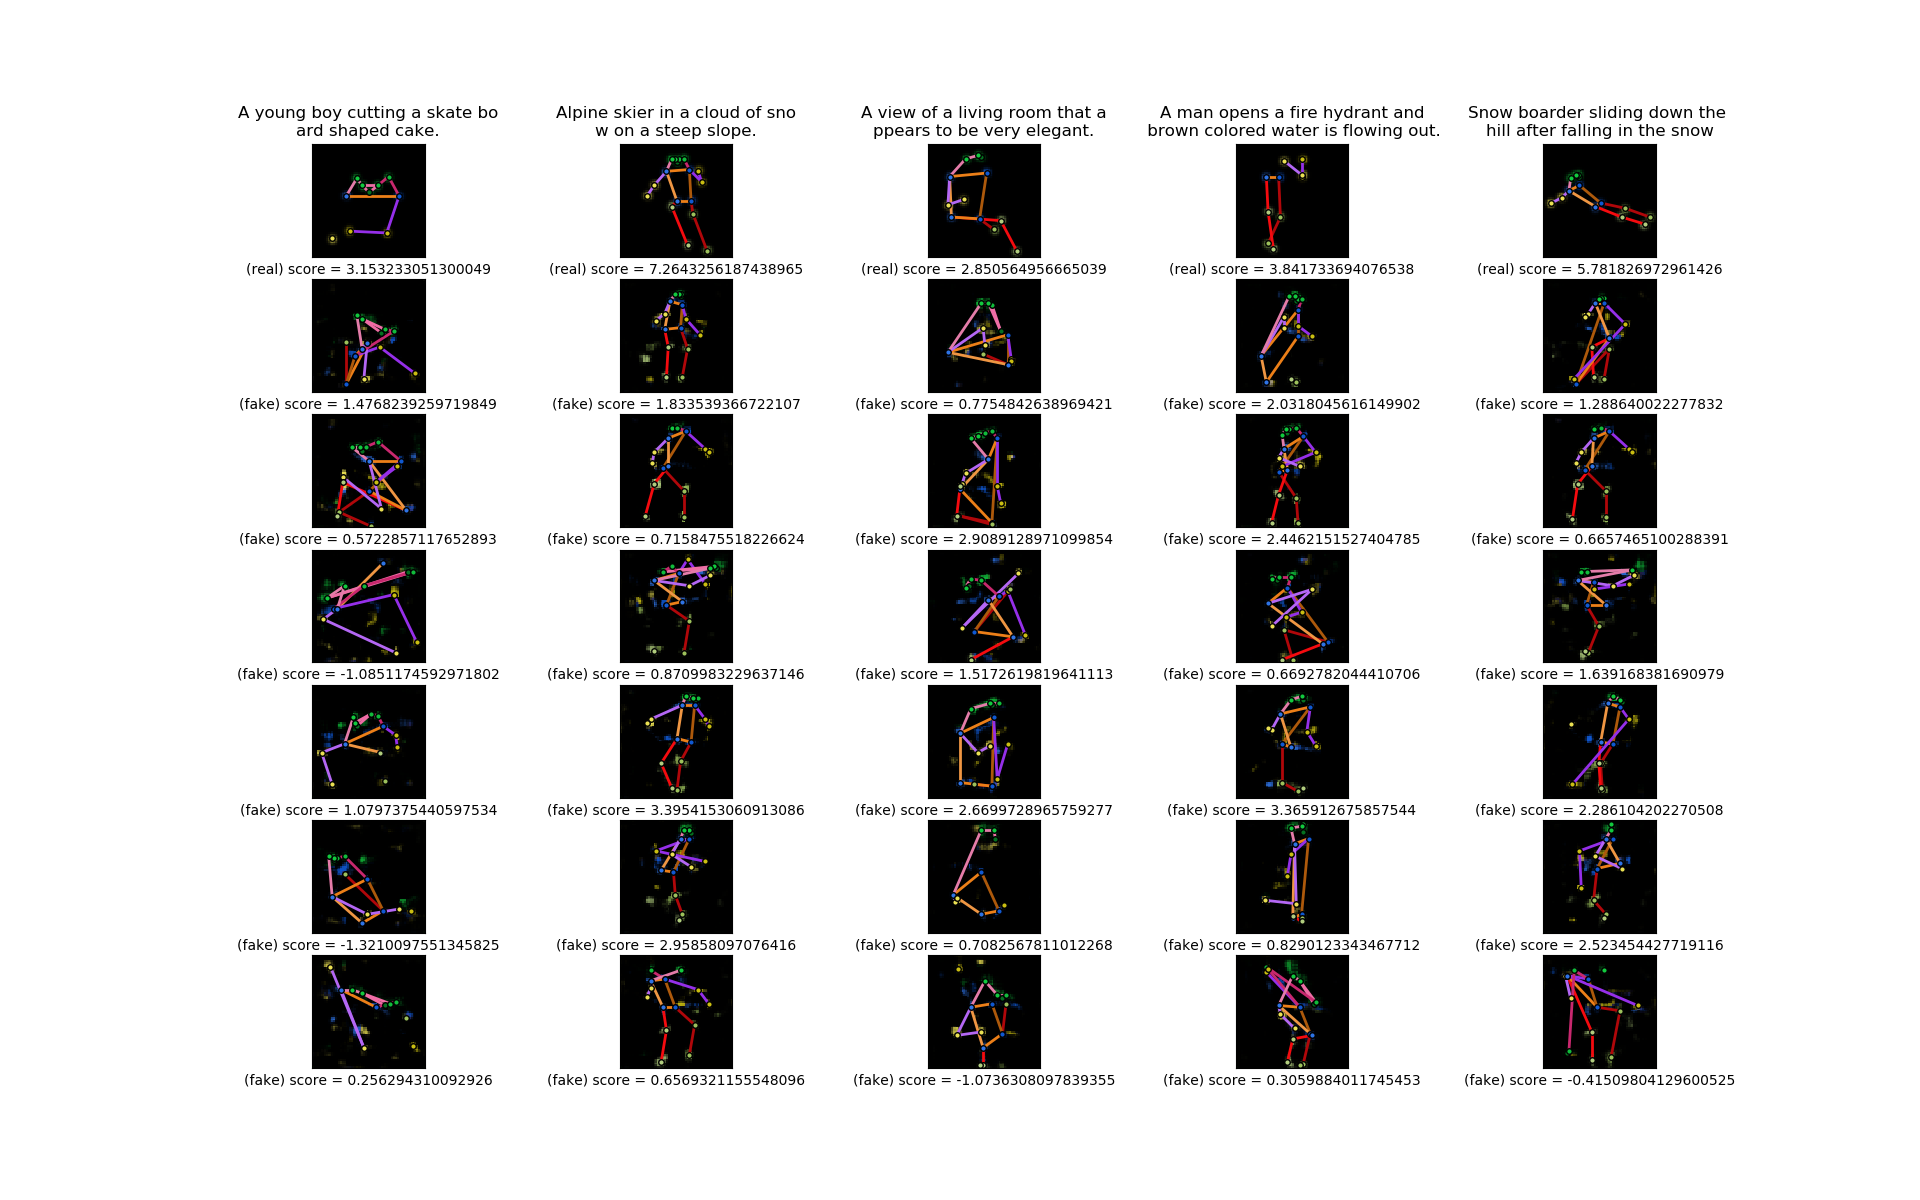 A young boy cutting a skate bo
ard shaped cake.
Alpine skier in a cloud of sno
w on a steep slope.
A view of a living room that a
ppears to be very elegant.
A man opens a fire hydrant and
brown colored water is flowing out.
Snow boarder sliding down the
hill after falling in the snow
(real) score = 3.153233051300049
(real) score = 7.2643256187438965
(real) score = 2.850564956665039
(real) score = 3.841733694076538
(real) score = 5.781826972961426
(fake) score = 1.4768239259719849
(fake) score = 1.833539366722107
(fake) score = 0.7754842638969421
(fake) score = 2.0318045616149902
(fake) score = 1.288640022277832
(fake) score = 0.5722857117652893
(fake) score = 0.7158475518226624
(fake) score = 2.9089128971099854
(fake) score = 2.4462151527404785
(fake) score = 0.6657465100288391
(fake) score = -1.0851174592971802
(fake) score = 0.8709983229637146
(fake) score = 1.5172619819641113
(fake) score = 0.6692782044410706
(fake) score = 1.639168381690979
(fake) score = 1.0797375440597534
(fake) score = 3.3954153060913086
(fake) score = 2.6699728965759277
(fake) score = 3.365912675857544
(fake) score = 2.286104202270508
(fake) score = -1.3210097551345825
(fake) score = 2.95858097076416
(fake) score = 0.7082567811012268
(fake) score = 0.8290123343467712
(fake) score = 2.523454427719116
(fake) score = 0.256294310092926
(fake) score = 0.6569321155548096
(fake) score = -1.0736308097839355
(fake) score = 0.3059884011745453
(fake) score = -0.41509804129600525